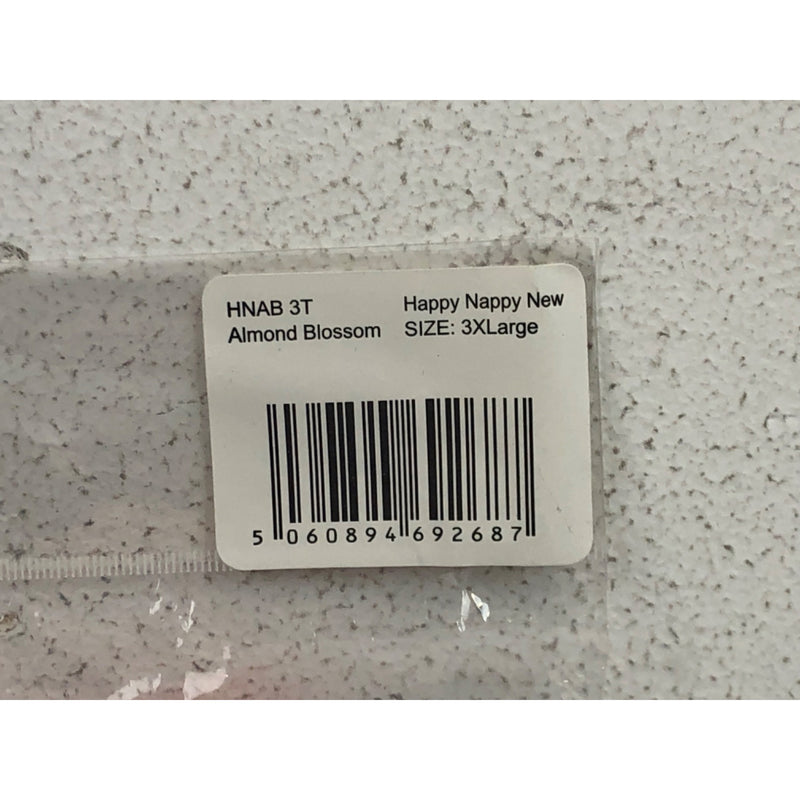 HNAB 3T Happy Nappy New
Almond Blossom SIZE: 3XLarge
5 060894 692687